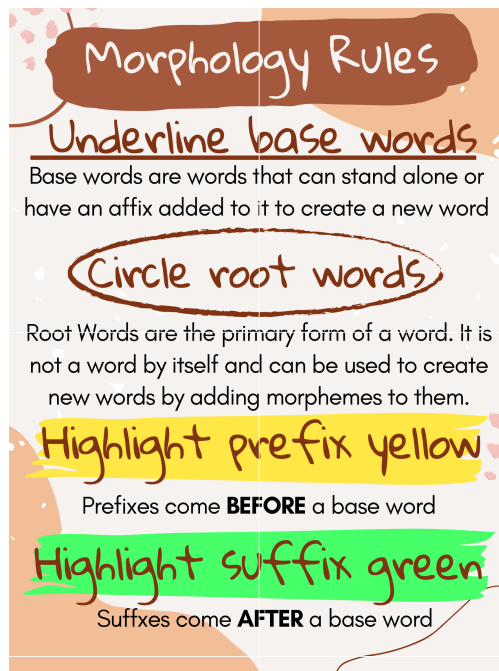 Morphology Rules
Underline base words
Base words are words that can stand alone or
have an affix added to it to create a new word
Circle root words
Root Words are the primary form of a word. It is
not a word by itself and can be used to create
new words by adding morphemes to them.
Highlight prefix yellow
Prefixes come BEFORE a base word
Highlight suffix green
Suffxes come AFTER a base word